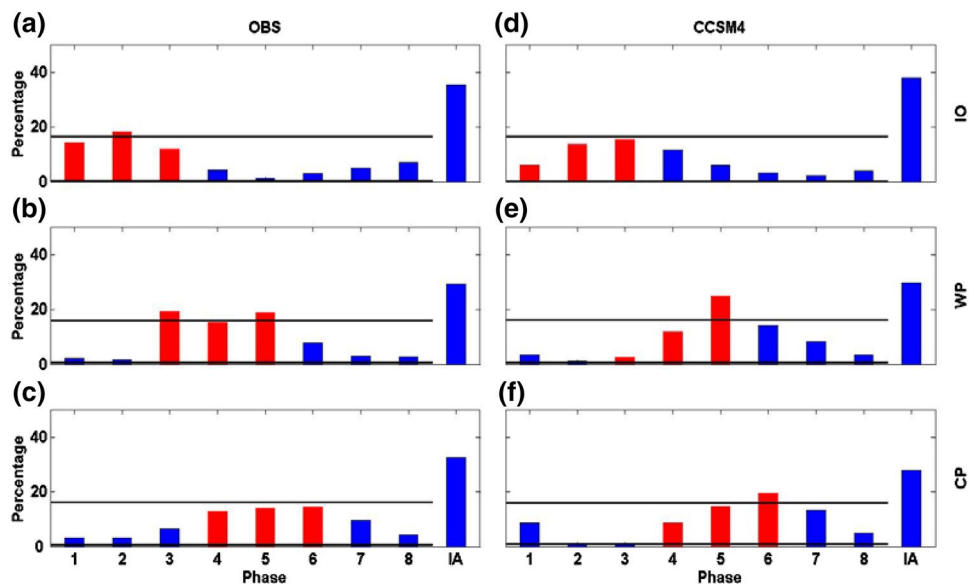 (a)
OBS
Percentage
40
20
0
(d)
CCSM4
IO
(b)
Percentage
40
20
0
(e)
WP
(c)
Percentage
40
20
0
1 2 3 4 5 6 7 8 IA
Phase
(f)
CP
1 2 3 4 5 6 7 8 IA
Phase